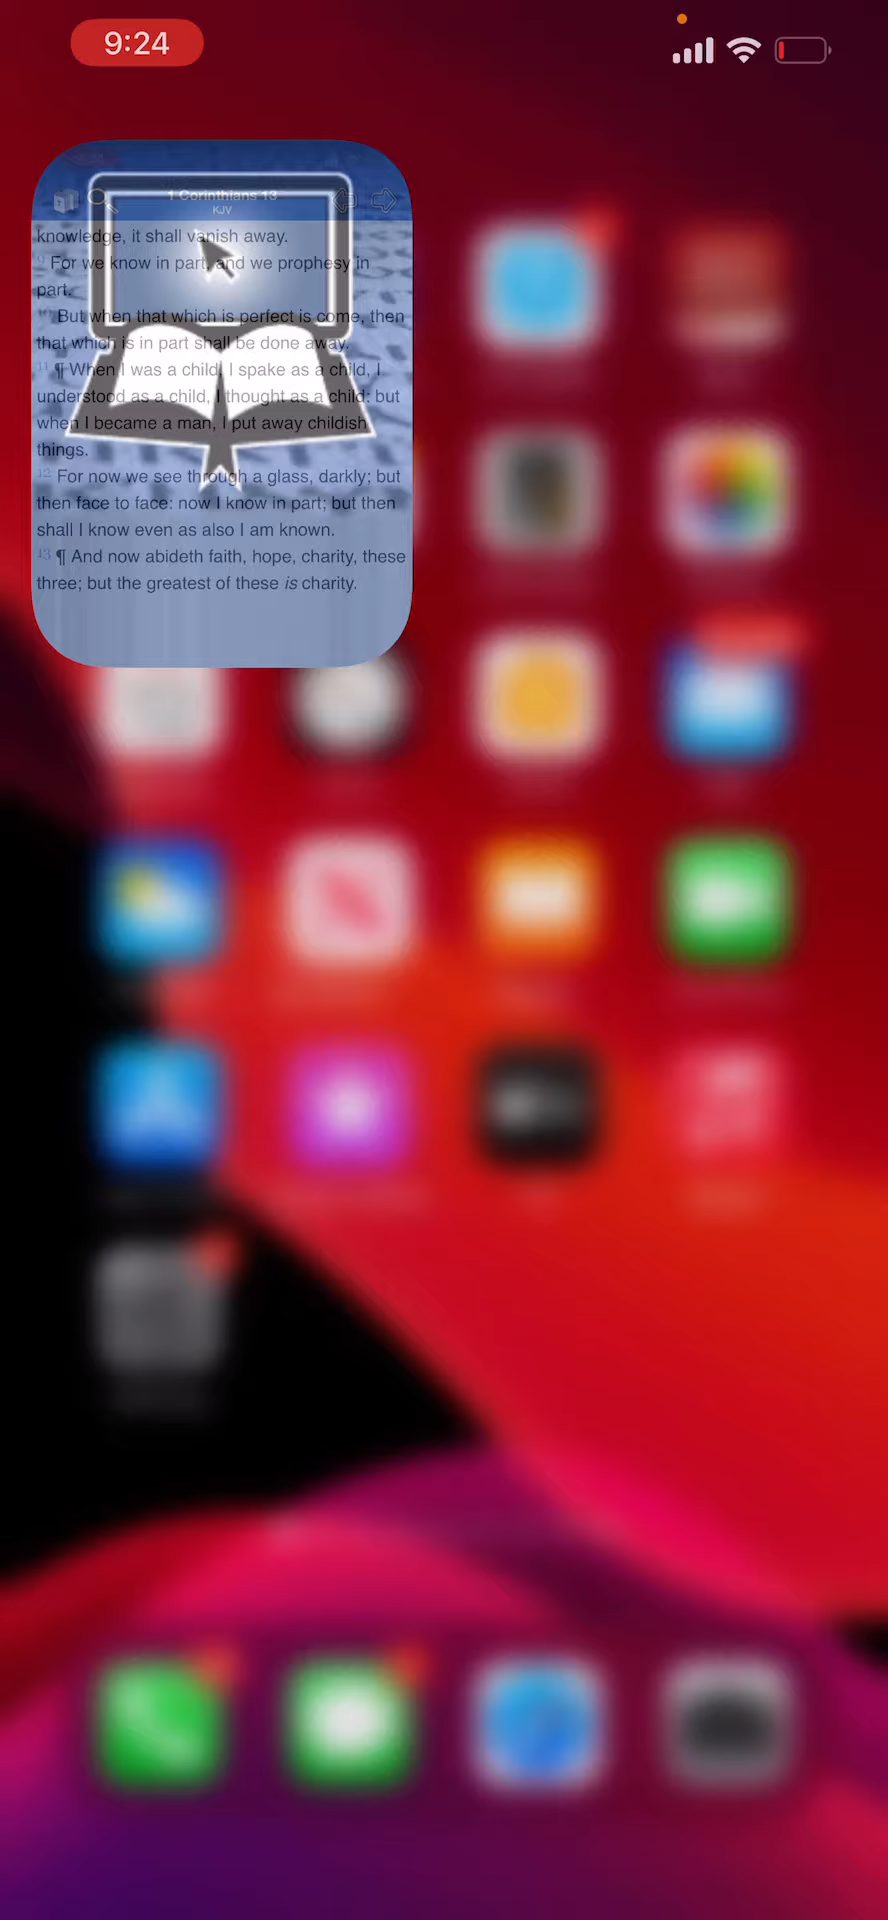 9:24
1 Corinthians 13
KJV
knowledge, it shall vanish away.
9 For we know in part, and we prophesy in
part.
10 But when that which is perfect is come, then
that which is in part shall be done away.
11 ¶ When I was a child, I spake as a child, I
understood as a child, I thought as a child: but
when I became a man, I put away childish
things.
12 For now we see through a glass, darkly; but
then face to face: now I know in part; but then
shall I know even as also I am known.
13 ¶ And now abideth faith, hope, charity, these
three; but the greatest of these is charity.